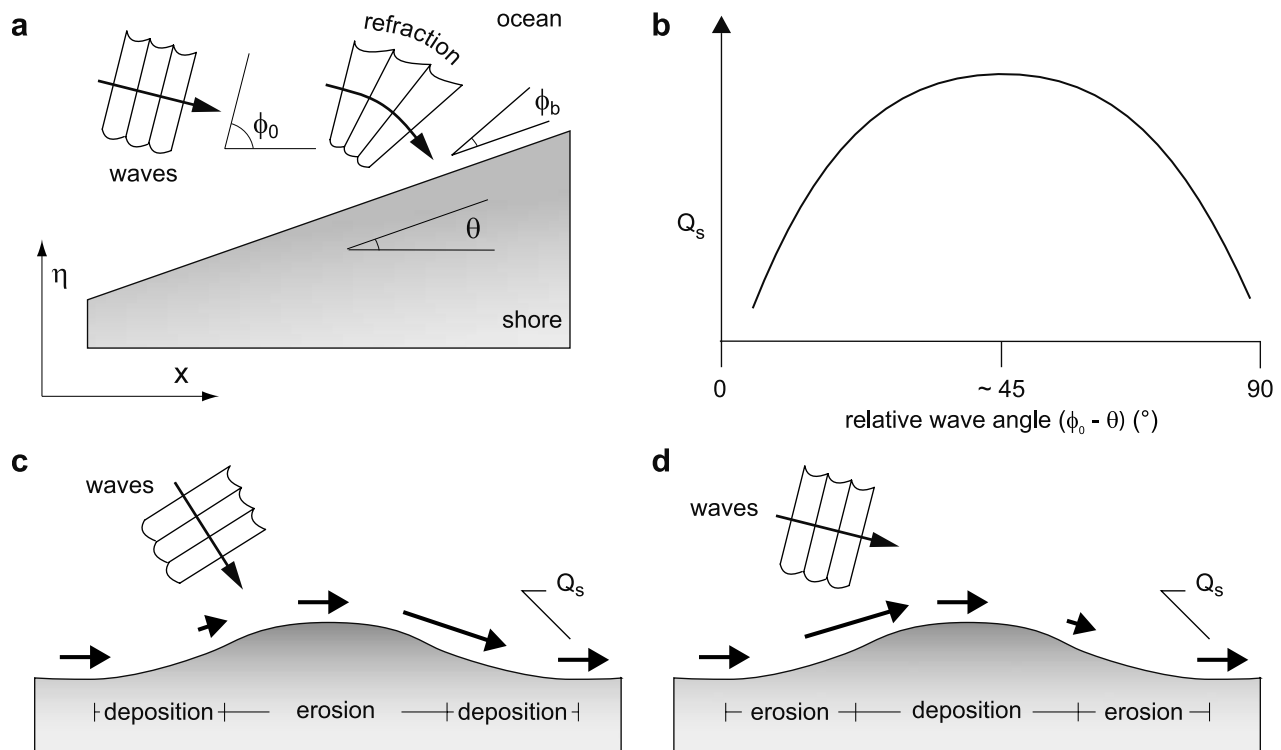 a
ocean
refraction
ϕ0
ϕb
waves
θ
η
shore
x
b
Qs
0
~ 45
90
relative wave angle (ϕ0 - θ) (°)
c
waves
Qs
deposition
erosion
deposition
d
waves
Qs
erosion
deposition
erosion